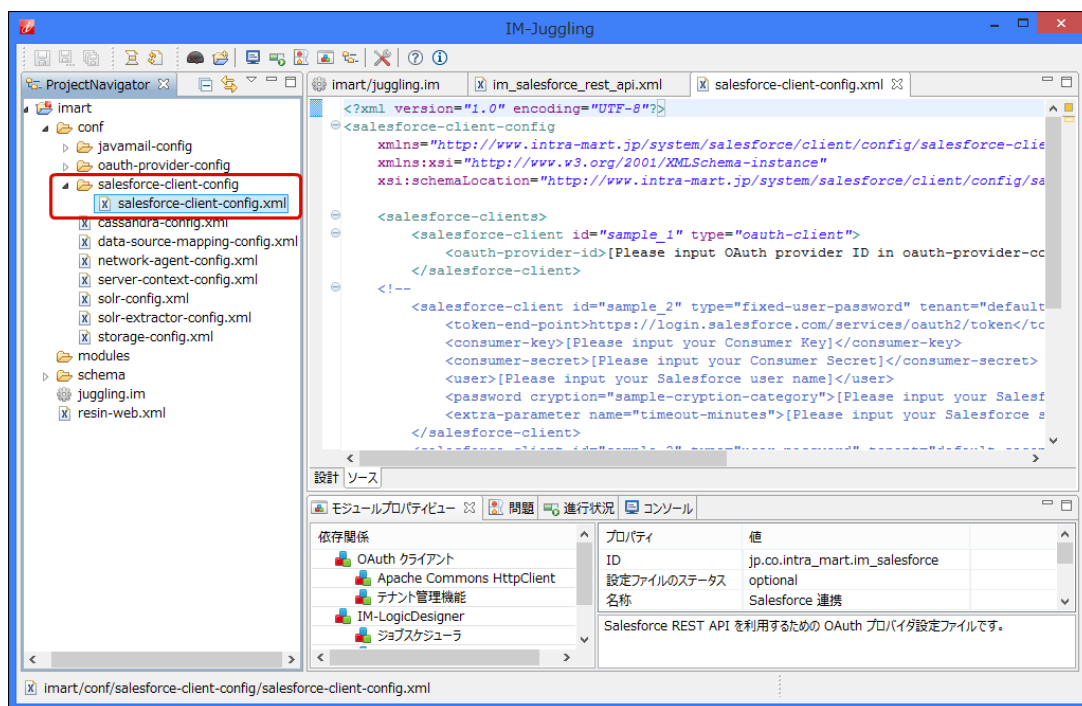 IM-Juggling
ProjectNavigator
imart
conf
javamail-config
oauth-provider-config
salesforce-client-config
salesforce-client-config.xml
cassandra-config.xml
data-source-mapping-config.xml
network-agent-config.xml
server-context-config.xml
solr-config.xml
solr-extractor-config.xml
storage-config.xml
modules
schema
juggling.im
resin-web.xml
imart/juggling.im
im_salesforce_rest_api.xml
salesforce-client-config.xml
<?xml version="1.0" encoding="UTF-8"?>
<salesforce-client-config
xmlns="http://www.intra-mart.jp/system/salesforce/client/config/salesforce-clie
xmlns:xsi="http://www.w3.org/2001/XMLSchema-instance"
xsi:schemaLocation="http://www.intra-mart.jp/system/salesforce/client/config/sa
<salesforce-clients>
<salesforce-client id="sample_1" type="oauth-client">
<oauth-provider-id>[Please input OAuth provider ID in oauth-provider-co
</salesforce-client>
<!--
<salesforce-client id="sample_2" type="fixed-user-password" tenant="default
<token-end-point>https://login.salesforce.com/services/oauth2/token</to
<consumer-key>[Please input your Consumer Key]</consumer-key>
<consumer-secret>[Please input your Consumer Secret]</consumer-secret>
<user>[Please input your Salesforce user name]</user>
<password cryption="sample-cryption-category">[Please input your Salesf
<extra-parameter name="timeout-minutes">[Please input your Salesforce s
</salesforce-client>
設計 ソース
モジュールプロパティビュー 問題 進行状況 コンソール
依存関係
OAuth クライアント
Apache Commons HttpClient
テナント管理機能
IM-LogicDesigner
ジョブスケジューラ
プロパティ 値
ID jp.co.intra_mart.im_salesforce
設定ファイルのステータス optional
名称 Salesforce 連携
Salesforce REST API を利用するための OAuth プロバイダ設定ファイルです。
imart/conf/salesforce-client-config/salesforce-client-config.xml